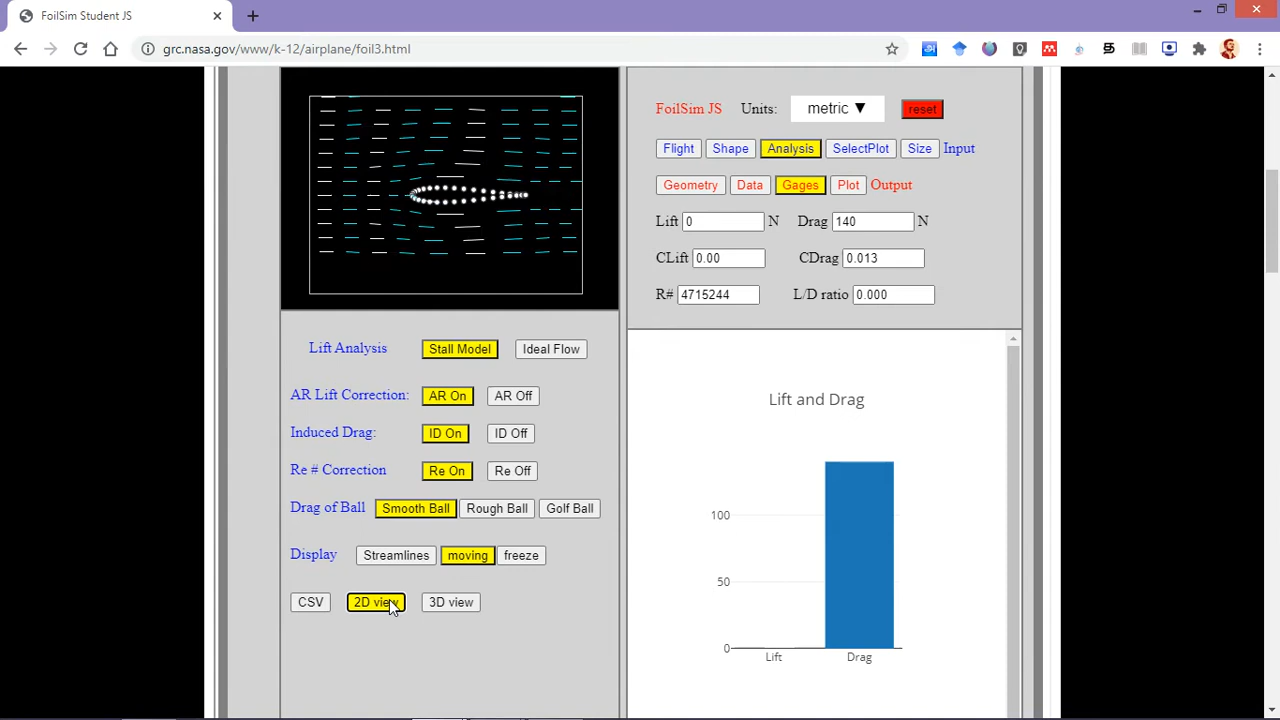 FoilSim Student JS
grc.nasa.gov/www/k-12/airplane/foil3.html
FoilSim JS Units: metric ▼ reset
Flight Shape Analysis SelectPlot Size Input
Geometry Data Gages Plot Output
Lift 0 N Drag 140 N
CLift 0.00 CDrag 0.013
R# 4715244 L/D ratio 0.000
Lift Analysis Stall Model Ideal Flow
AR Lift Correction: AR On AR Off
Induced Drag: ID On ID Off
Re # Correction Re On Re Off
Drag of Ball Smooth Ball Rough Ball Golf Ball
Display Streamlines moving freeze
CSV 2D view 3D view
Lift and Drag
100
50
0
Lift Drag